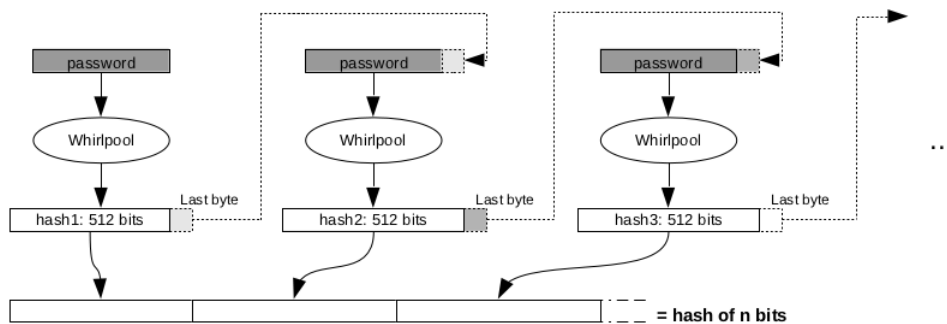 password
password
password
Whirlpool
Whirlpool
Whirlpool
Last byte
Last byte
Last byte
hash1: 512 bits
hash2: 512 bits
hash3: 512 bits
..
= hash of n bits